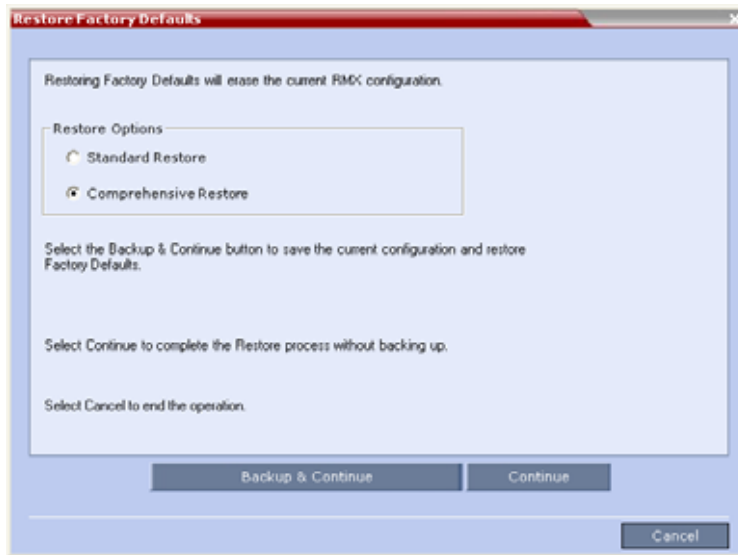 Restore Factory Defaults
Restoring Factory Defaults will erase the current RMX configuration.
Restore Options
Standard Restore
Comprehensive Restore
Select the Backup & Continue button to save the current configuration and restore
Factory Defaults.
Select Continue to complete the Restore process without backing up.
Select Cancel to end the operation.
Backup & Continue
Continue
Cancel